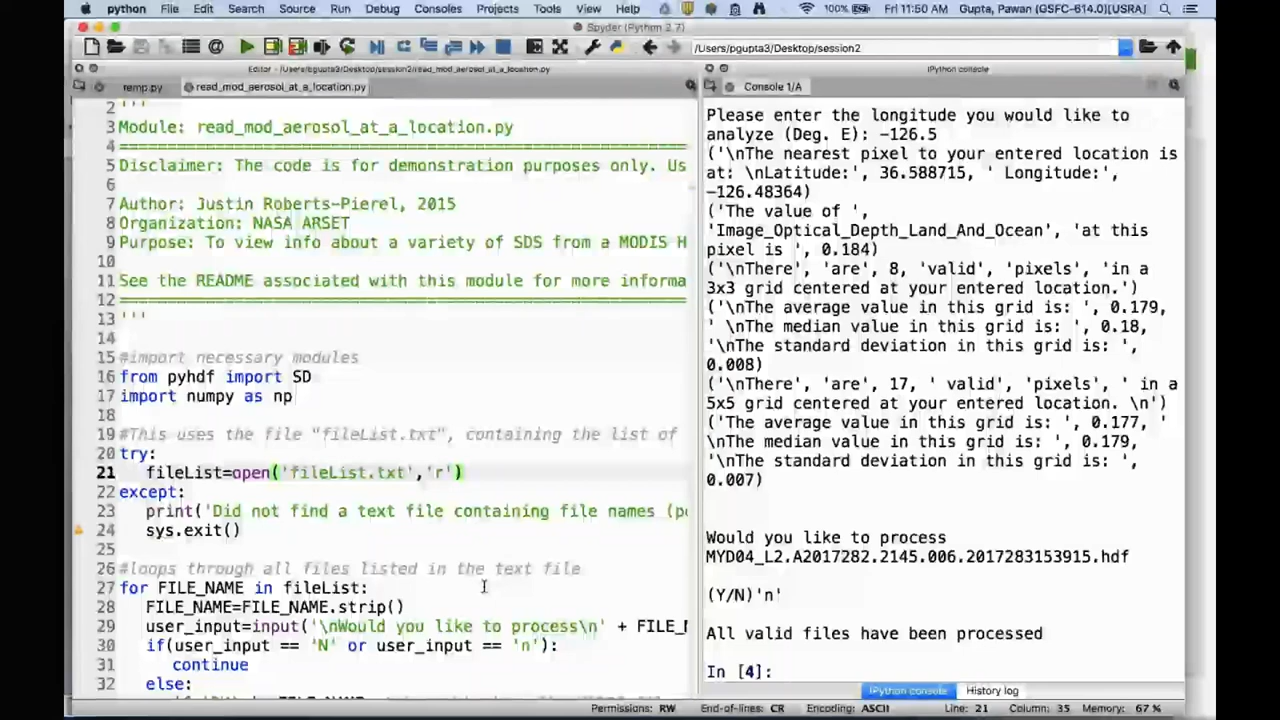 python File Edit Search Source Run Debug Consoles Projects Tools View Help 100% Fri 11:50 AM Gupta, Pawan (GSFC-614.0)[USRA]
Spyder (Python 2.7)
/Users/pgupta3/Desktop/session2
Editor - /Users/pgupta3/Desktop/session2/read_mod_aerosol_at_a_location.py
temp.py read_mod_aerosol_at_a_location.py
2 '''
3 Module: read_mod_aerosol_at_a_location.py
4 ==========================================================================
5 Disclaimer: The code is for demonstration purposes only. Us
6
7 Author: Justin Roberts-Pierel, 2015
8 Organization: NASA ARSET
9 Purpose: To view info about a variety of SDS from a MODIS H
10
11 See the README associated with this module for more informa
12 ==========================================================================
13 '''
14
15 #import necessary modules
16 from pyhdf import SD
17 import numpy as np
18
19 #This uses the file "fileList.txt", containing the list of
20 try:
21 fileList=open('fileList.txt','r')
22 except:
23 print('Did not find a text file containing file names (pe
24 sys.exit()
25
26 #loops through all files listed in the text file
27 for FILE_NAME in fileList:
28 FILE_NAME=FILE_NAME.strip()
29 user_input=input('\nWould you like to process\n' + FILE_N
30 if(user_input == 'N' or user_input == 'n'):
31 continue
32 else:
IPython console
Console 1/A
Please enter the longitude you would like to
analyze (Deg. E): -126.5
('\nThe nearest pixel to your entered location is
at: \nLatitude:', 36.588715, ' Longitude:',
-126.48364)
('The value of ',
'Image_Optical_Depth_Land_And_Ocean', 'at this
pixel is ', 0.184)
('\nThere', 'are', 8, 'valid', 'pixels', 'in a
3x3 grid centered at your entered location.')
('\nThe average value in this grid is: ', 0.179,
' \nThe median value in this grid is: ', 0.18,
'\nThe standard deviation in this grid is: ',
0.008)
('\nThere', 'are', 17, ' valid', 'pixels', ' in a
5x5 grid centered at your entered location. \n')
('The average value in this grid is: ', 0.177, '
\nThe median value in this grid is: ', 0.179,
'\nThe standard deviation in this grid is: ',
0.007)
Would you like to process
MYD04_L2.A2017282.2145.006.2017283153915.hdf
(Y/N)'n'
All valid files have been processed
In [4]:
IPython console History log
Permissions: RW End-of-lines: CR Encoding: ASCII Line: 21 Column: 35 Memory: 67 %